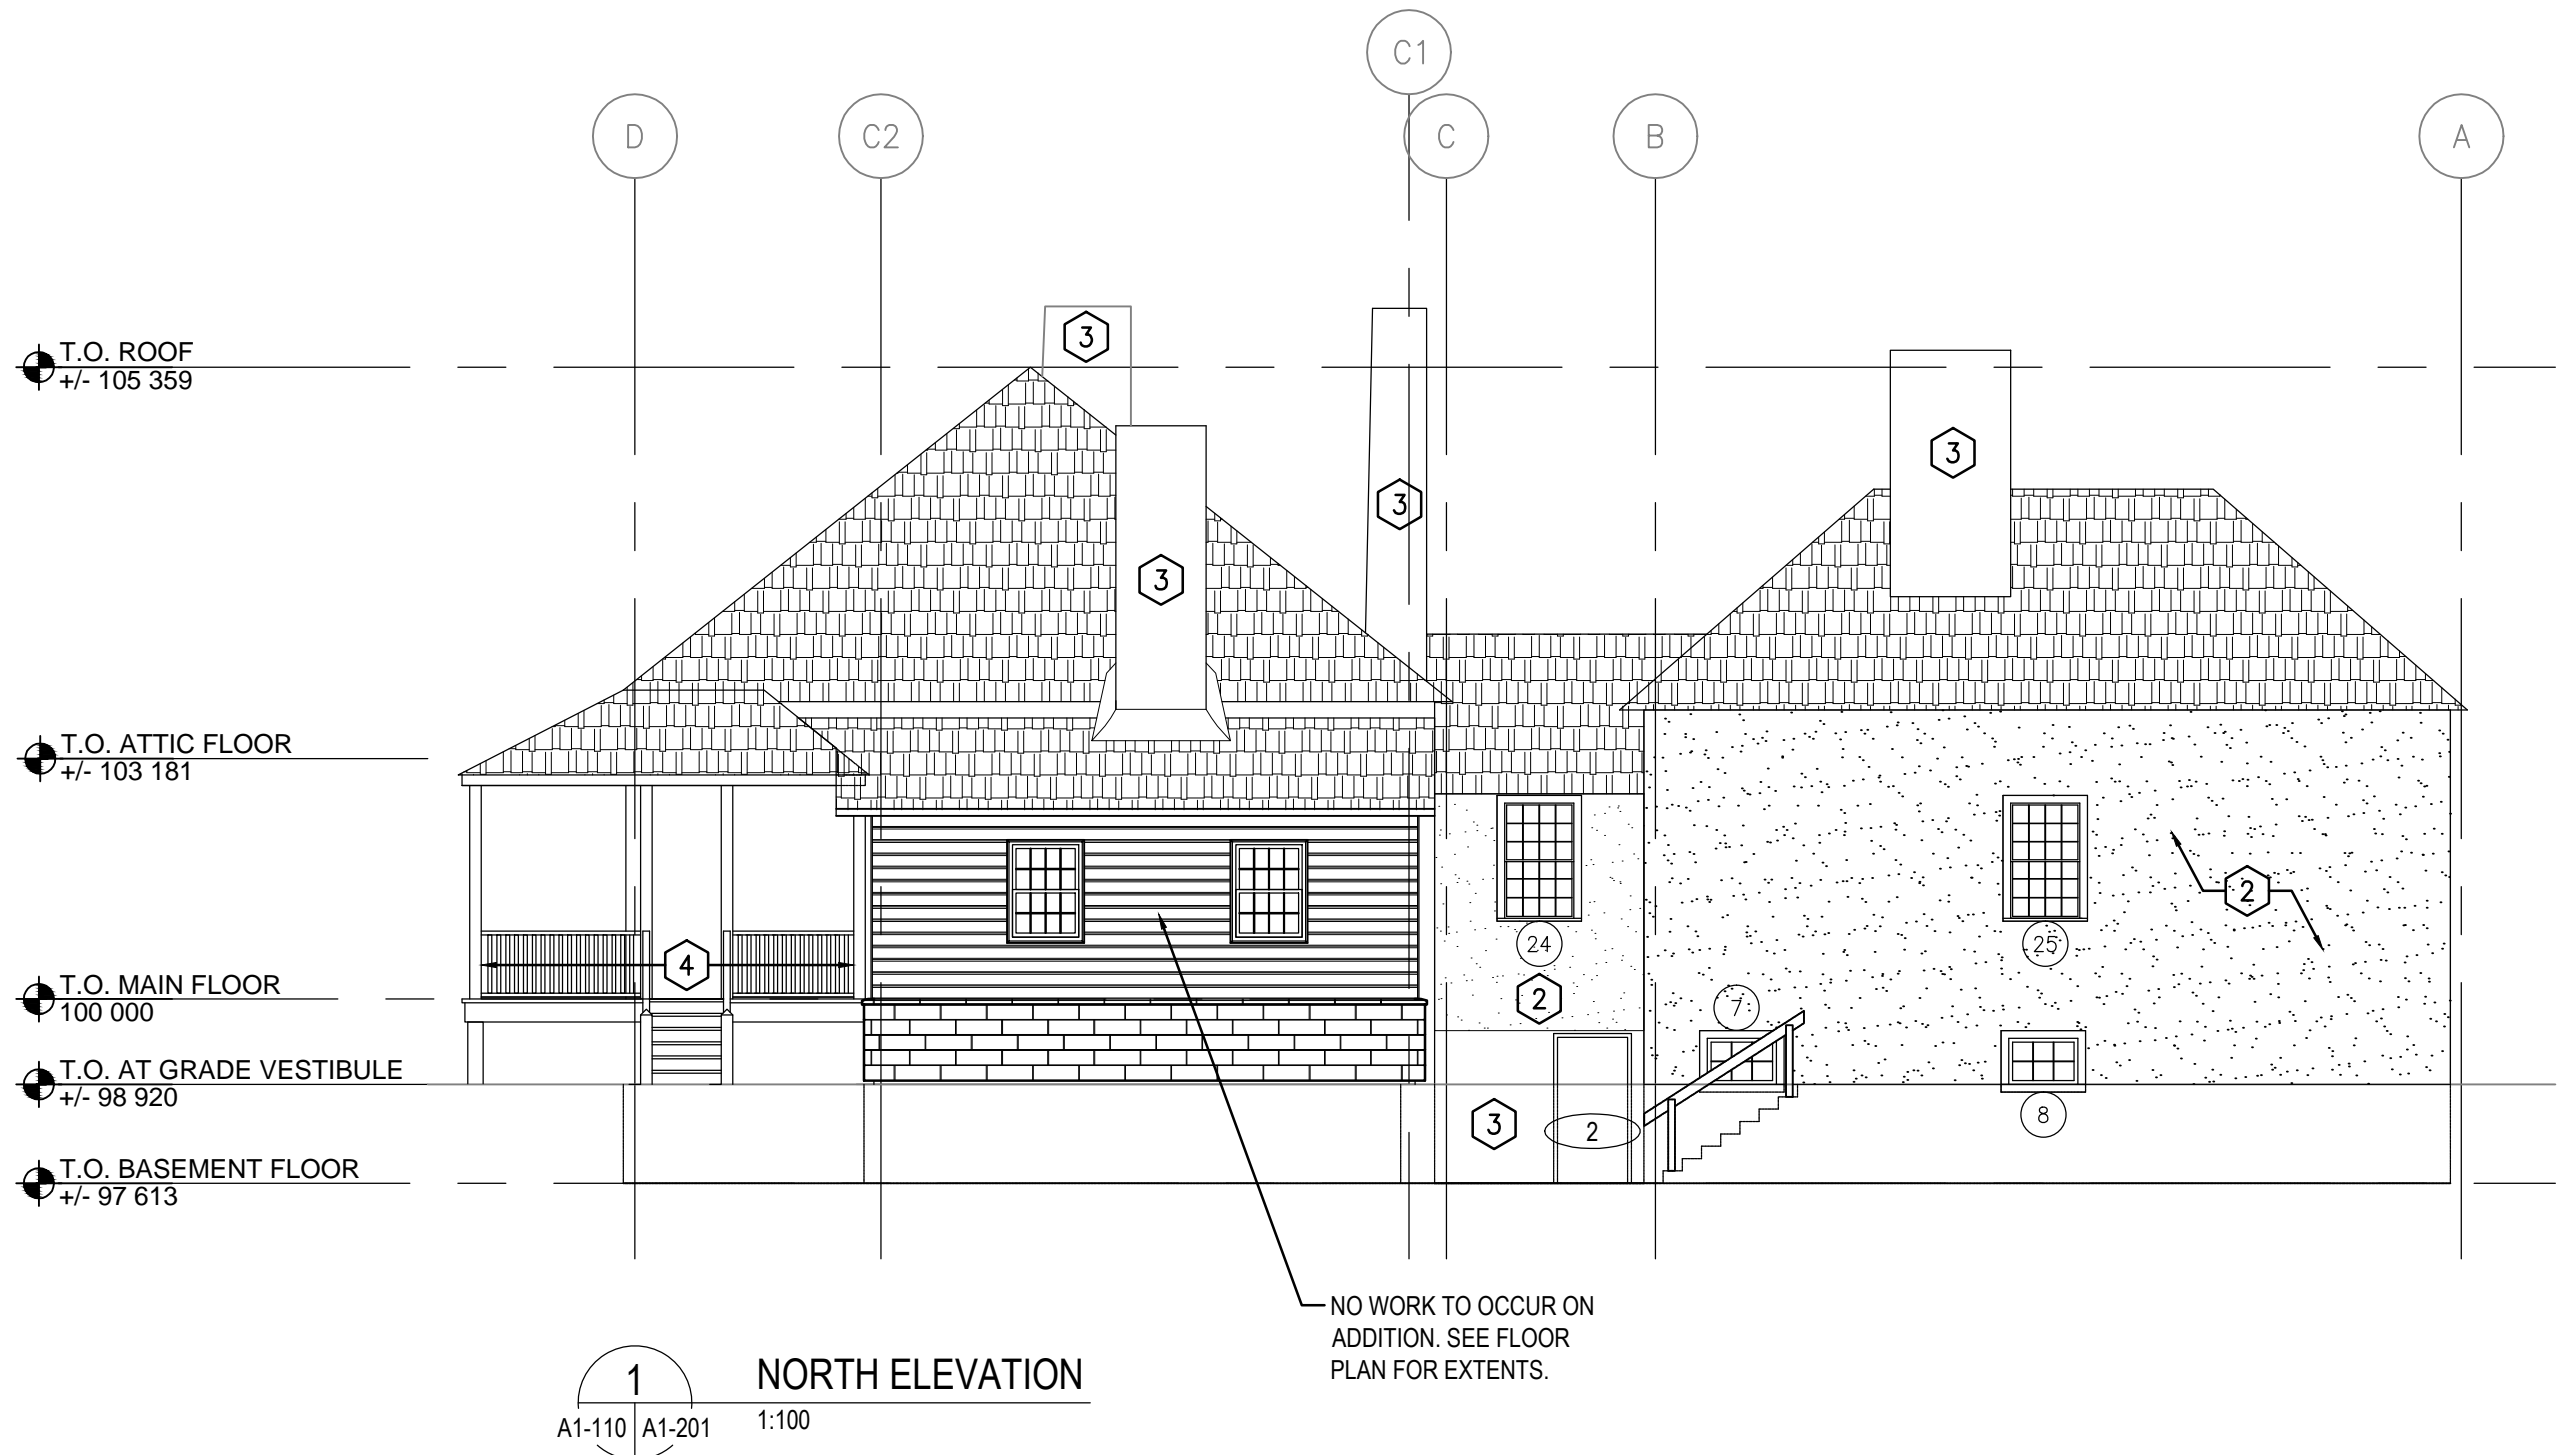 C1
D
C2
C
B
A
T.O. ROOF
+/- 105 359
3
3
3
3
T.O. ATTIC FLOOR
+/- 103 181
2
24
25
4
2
T.O. MAIN FLOOR
100 000
7
T.O. AT GRADE VESTIBULE
+/- 98 920
3
2
8
T.O. BASEMENT FLOOR
+/- 97 613
NO WORK TO OCCUR ON
ADDITION. SEE FLOOR
PLAN FOR EXTENTS.
1
NORTH ELEVATION
A1-110 A1-201
1:100